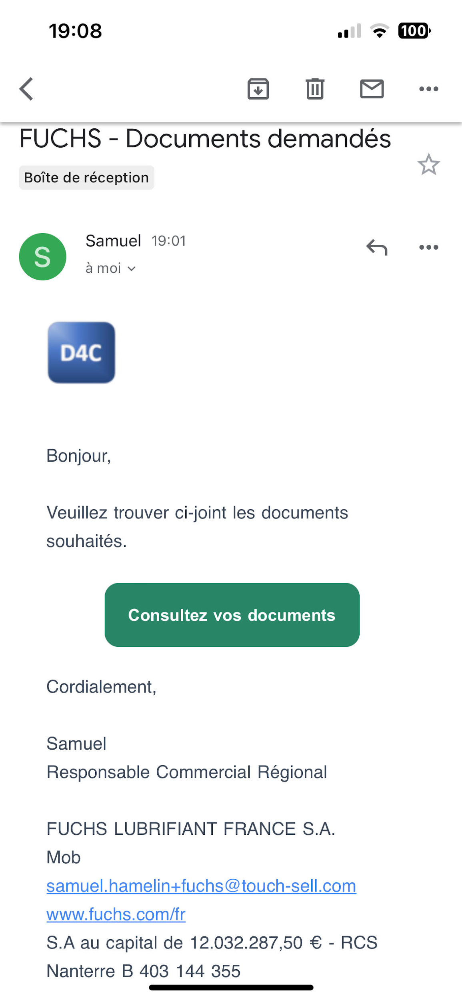 19:08
100
FUCHS - Documents demandés
Boîte de réception
S
Samuel 19:01
à moi
D4C
Bonjour,
Veuillez trouver ci-joint les documents
souhaités.
Consultez vos documents
Cordialement,
Samuel
Responsable Commercial Régional
FUCHS LUBRIFIANT FRANCE S.A.
Mob
samuel.hamelin+fuchs@touch-sell.com
www.fuchs.com/fr
S.A au capital de 12.032.287,50 € - RCS
Nanterre B 403 144 355